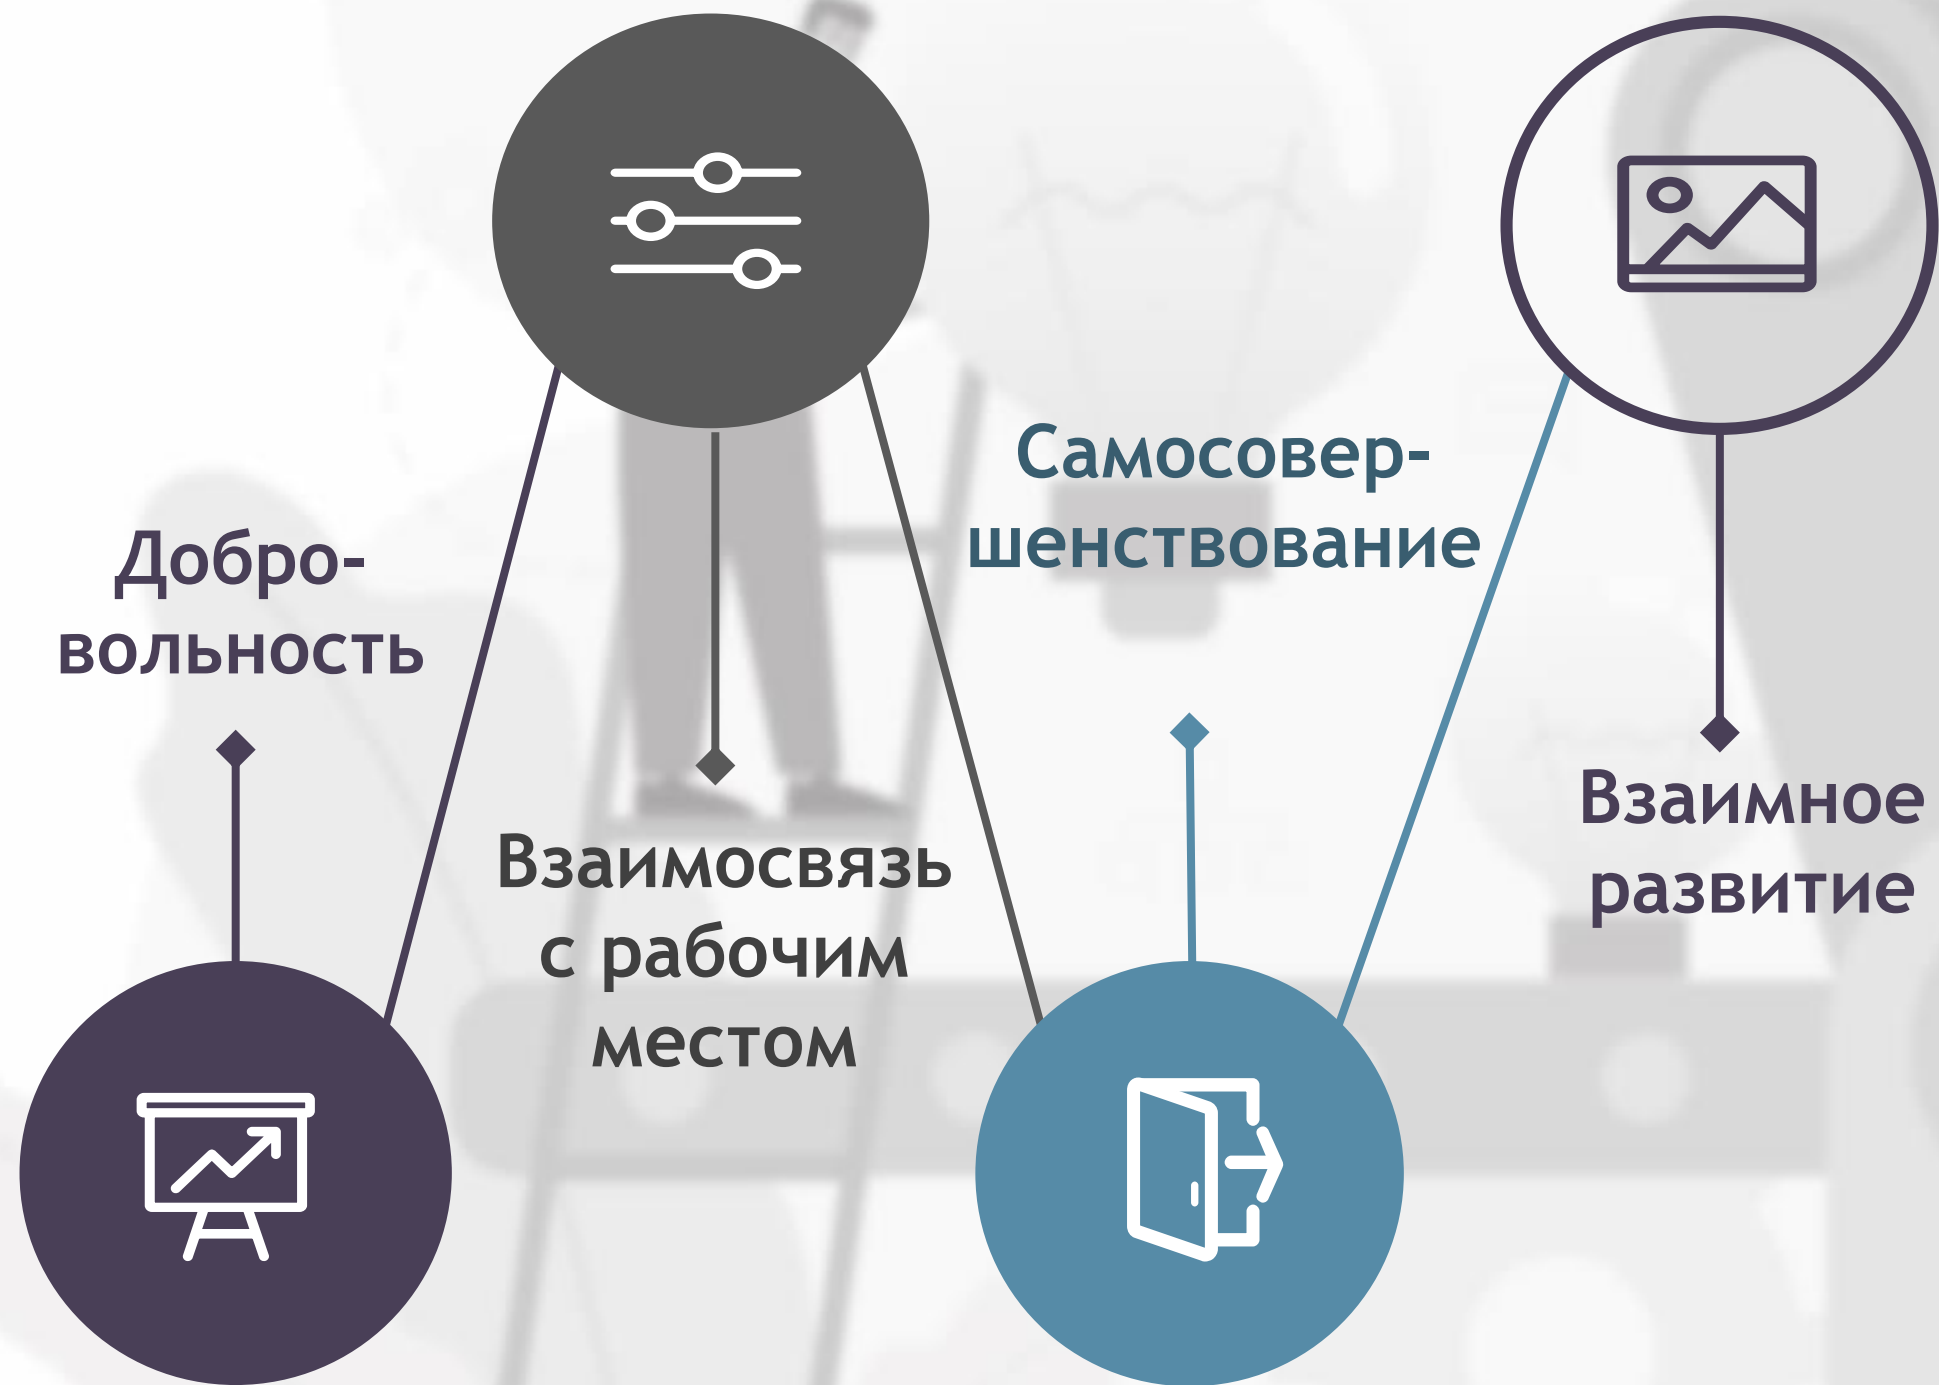 Добро-
вольность
Взаимосвязь
с рабочим
местом
Самосовер-
шенствование
Взаимное
развитие